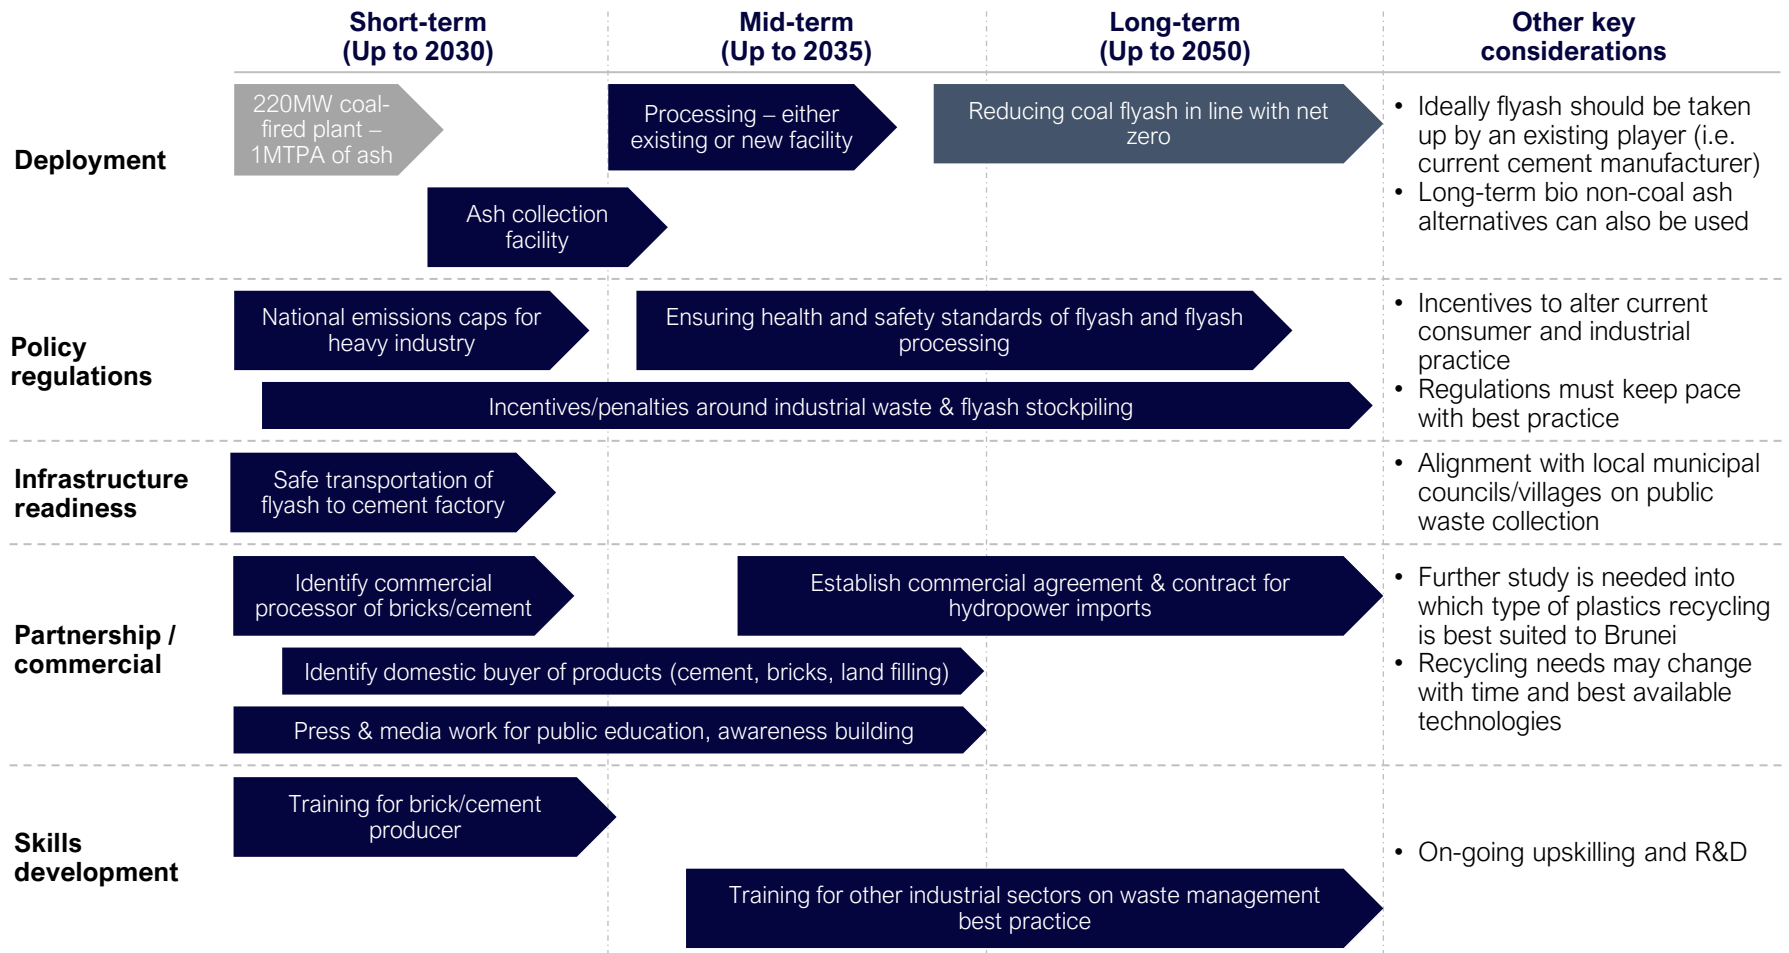 Short-term
(Up to 2030)
Mid-term
(Up to 2035)
Long-term
(Up to 2050)
Other key
considerations
Deployment
220MW coal-
fired plant –
1MTPA of ash
Ash collection
facility
Processing – either
existing or new facility
Reducing coal flyash in line with net
zero
• Ideally flyash should be taken
up by an existing player (i.e.
current cement manufacturer)
• Long-term bio non-coal ash
alternatives can also be used
Policy
regulations
National emissions caps for
heavy industry
Ensuring health and safety standards of flyash and flyash
processing
Incentives/penalties around industrial waste & flyash stockpiling
• Incentives to alter current
consumer and industrial
practice
• Regulations must keep pace
with best practice
Infrastructure
readiness
Safe transportation of
flyash to cement factory
• Alignment with local municipal
councils/villages on public
waste collection
Partnership /
commercial
Identify commercial
processor of bricks/cement
Establish commercial agreement & contract for
hydropower imports
Identify domestic buyer of products (cement, bricks, land filling)
Press & media work for public education, awareness building
• Further study is needed into
which type of plastics recycling
is best suited to Brunei
• Recycling needs may change
with time and best available
technologies
Skills
development
Training for brick/cement
producer
Training for other industrial sectors on waste management
best practice
• On-going upskilling and R&D